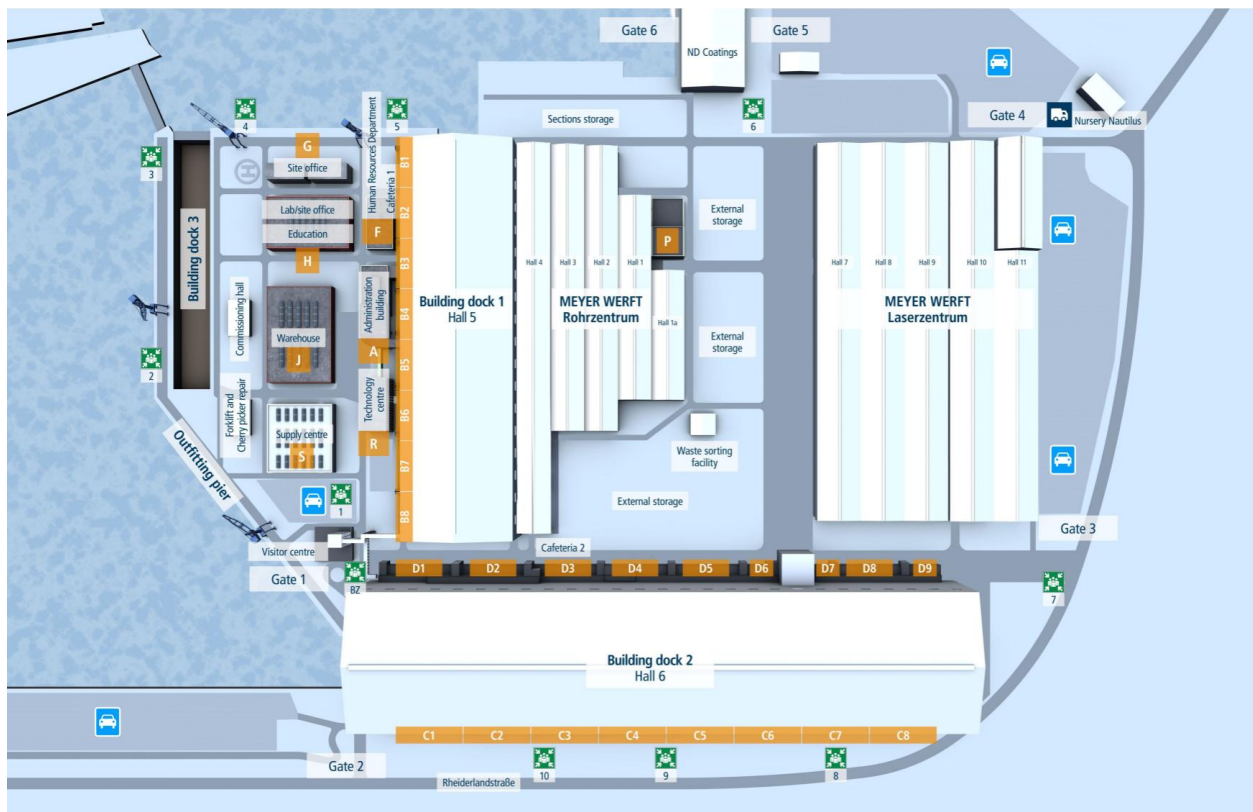 Gate 6
ND Coatings
Gate 5
Gate 4
Nursery Nautilus
4
5
6
Sections storage
3
G
Site office
H
Human Resources Department
Cafeteria 1
F
Lab/site office
Education
H
Building dock 3
Commissioning hall
Warehouse
J
Administration
building
A
Technology
centre
R
Forklift and
Cherry picker repair
Supply centre
S
2
Outfitting pier
1
B1
B2
B3
B4
B5
B6
B7
B8
Building dock 1
Hall 5
Hall 4
Hall 3
Hall 2
Hall 1
Hall 1a
P
MEYER WERFT
Rohrzentrum
External
storage
External
storage
Waste sorting
facility
External storage
Hall 7
Hall 8
Hall 9
Hall 10
Hall 11
MEYER WERFT
Laserzentrum
Gate 3
Visitor centre
Gate 1
BZ
Cafeteria 2
D1
D2
D3
D4
D5
D6
D7
D8
D9
7
Building dock 2
Hall 6
C1
C2
C3
C4
C5
C6
C7
C8
Gate 2
10
9
8
Rheiderlandstraße